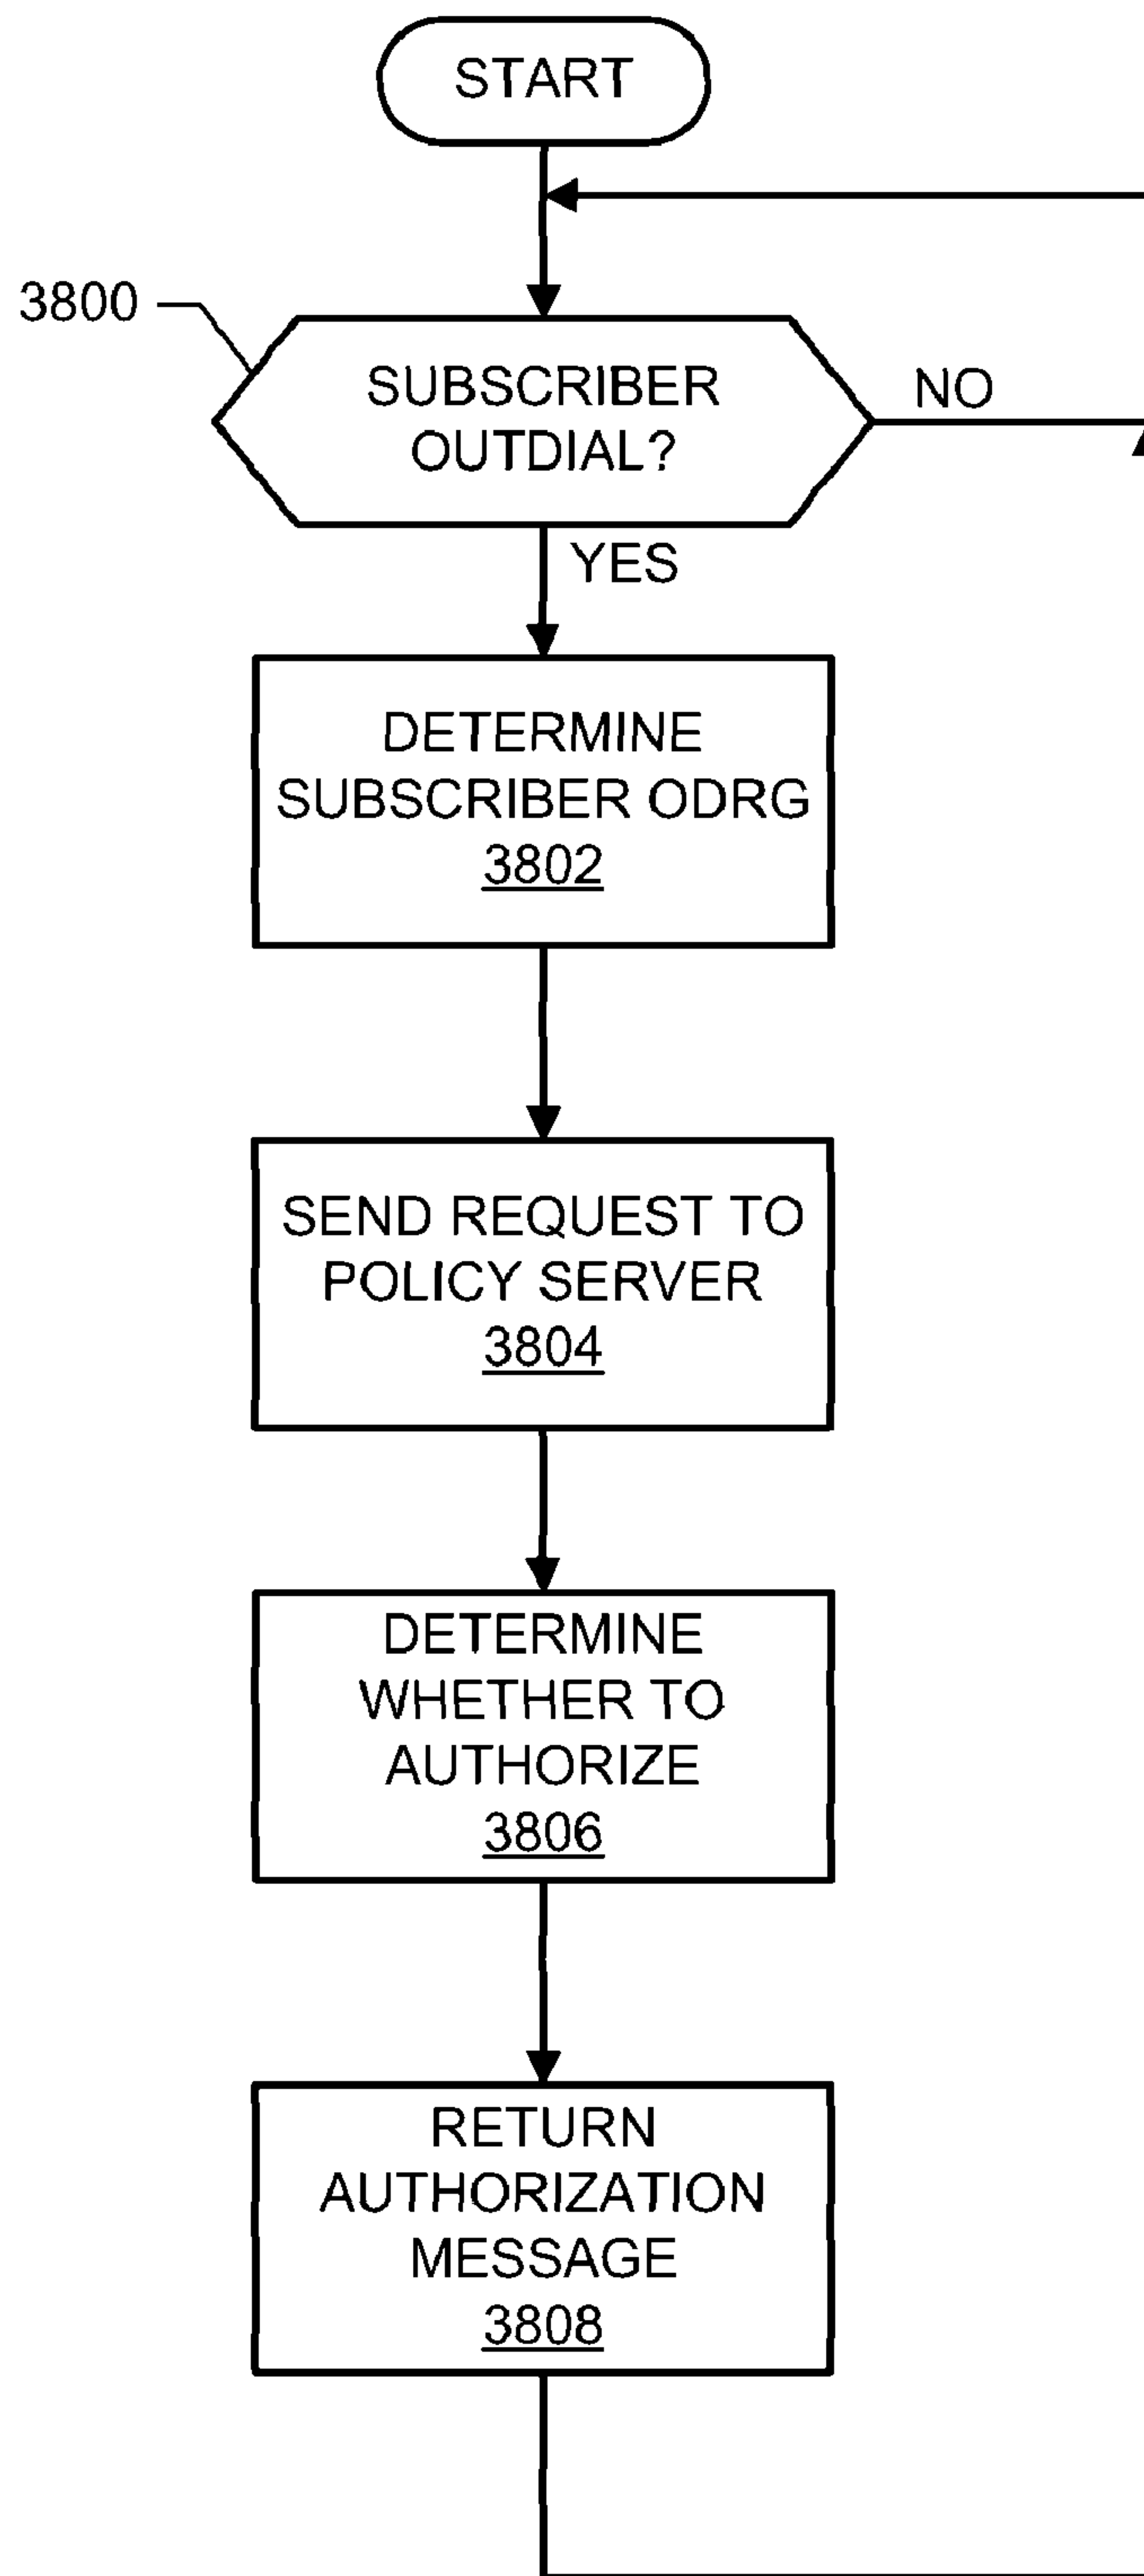 START
3800
SUBSCRIBER
OUTDIAL?
NO
YES
DETERMINE
SUBSCRIBER ODRG
3802
SEND REQUEST TO
POLICY SERVER
3804
DETERMINE
WHETHER TO
AUTHORIZE
3806
RETURN
AUTHORIZATION
MESSAGE
3808